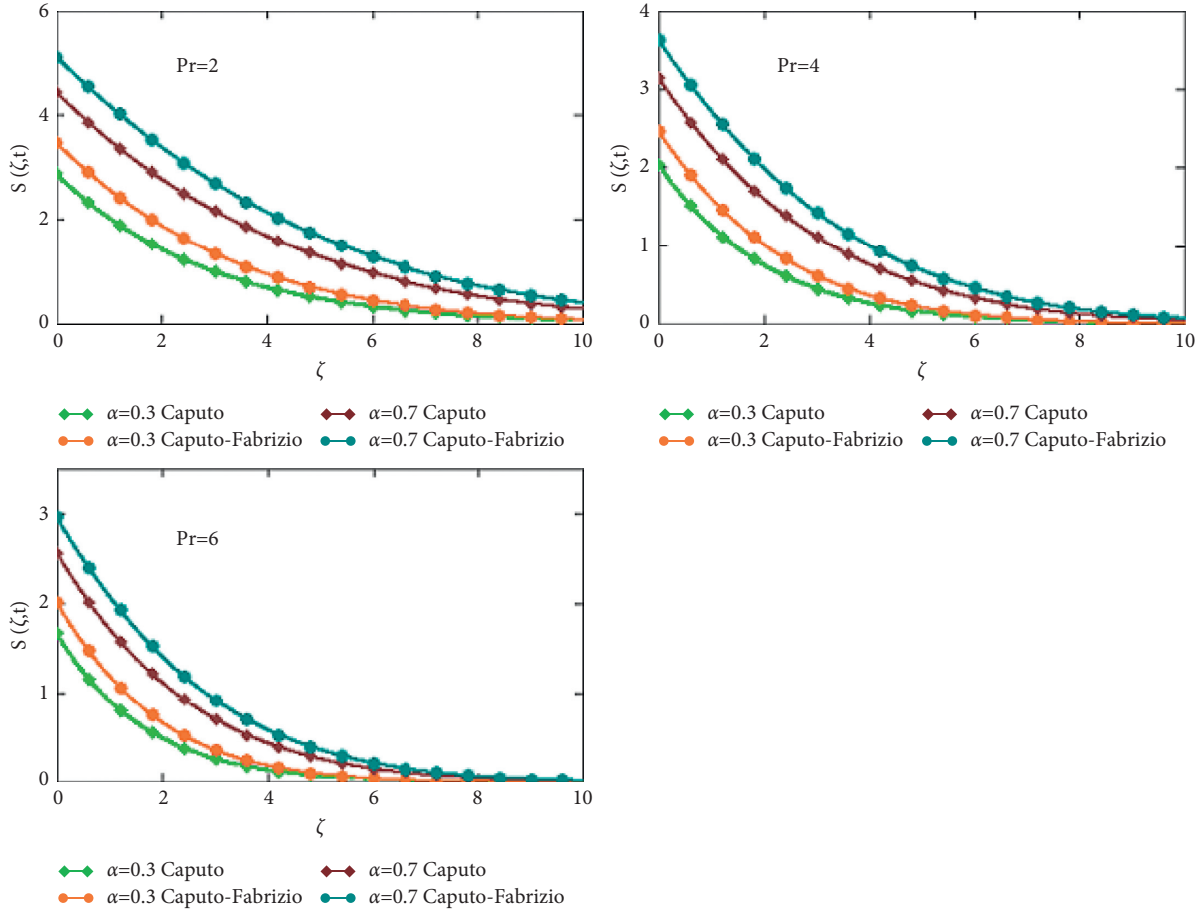 6
4
2
0
S (ζ,t)
Pr=2
0 2 4 6 8 10
ζ
α=0.3 Caputo α=0.7 Caputo
α=0.3 Caputo-Fabrizio α=0.7 Caputo-Fabrizio
4
3
2
1
0
S (ζ,t)
Pr=4
0 2 4 6 8 10
ζ
α=0.3 Caputo α=0.7 Caputo
α=0.3 Caputo-Fabrizio α=0.7 Caputo-Fabrizio
3
2
1
0
S (ζ,t)
Pr=6
0 2 4 6 8 10
ζ
α=0.3 Caputo α=0.7 Caputo
α=0.3 Caputo-Fabrizio α=0.7 Caputo-Fabrizio